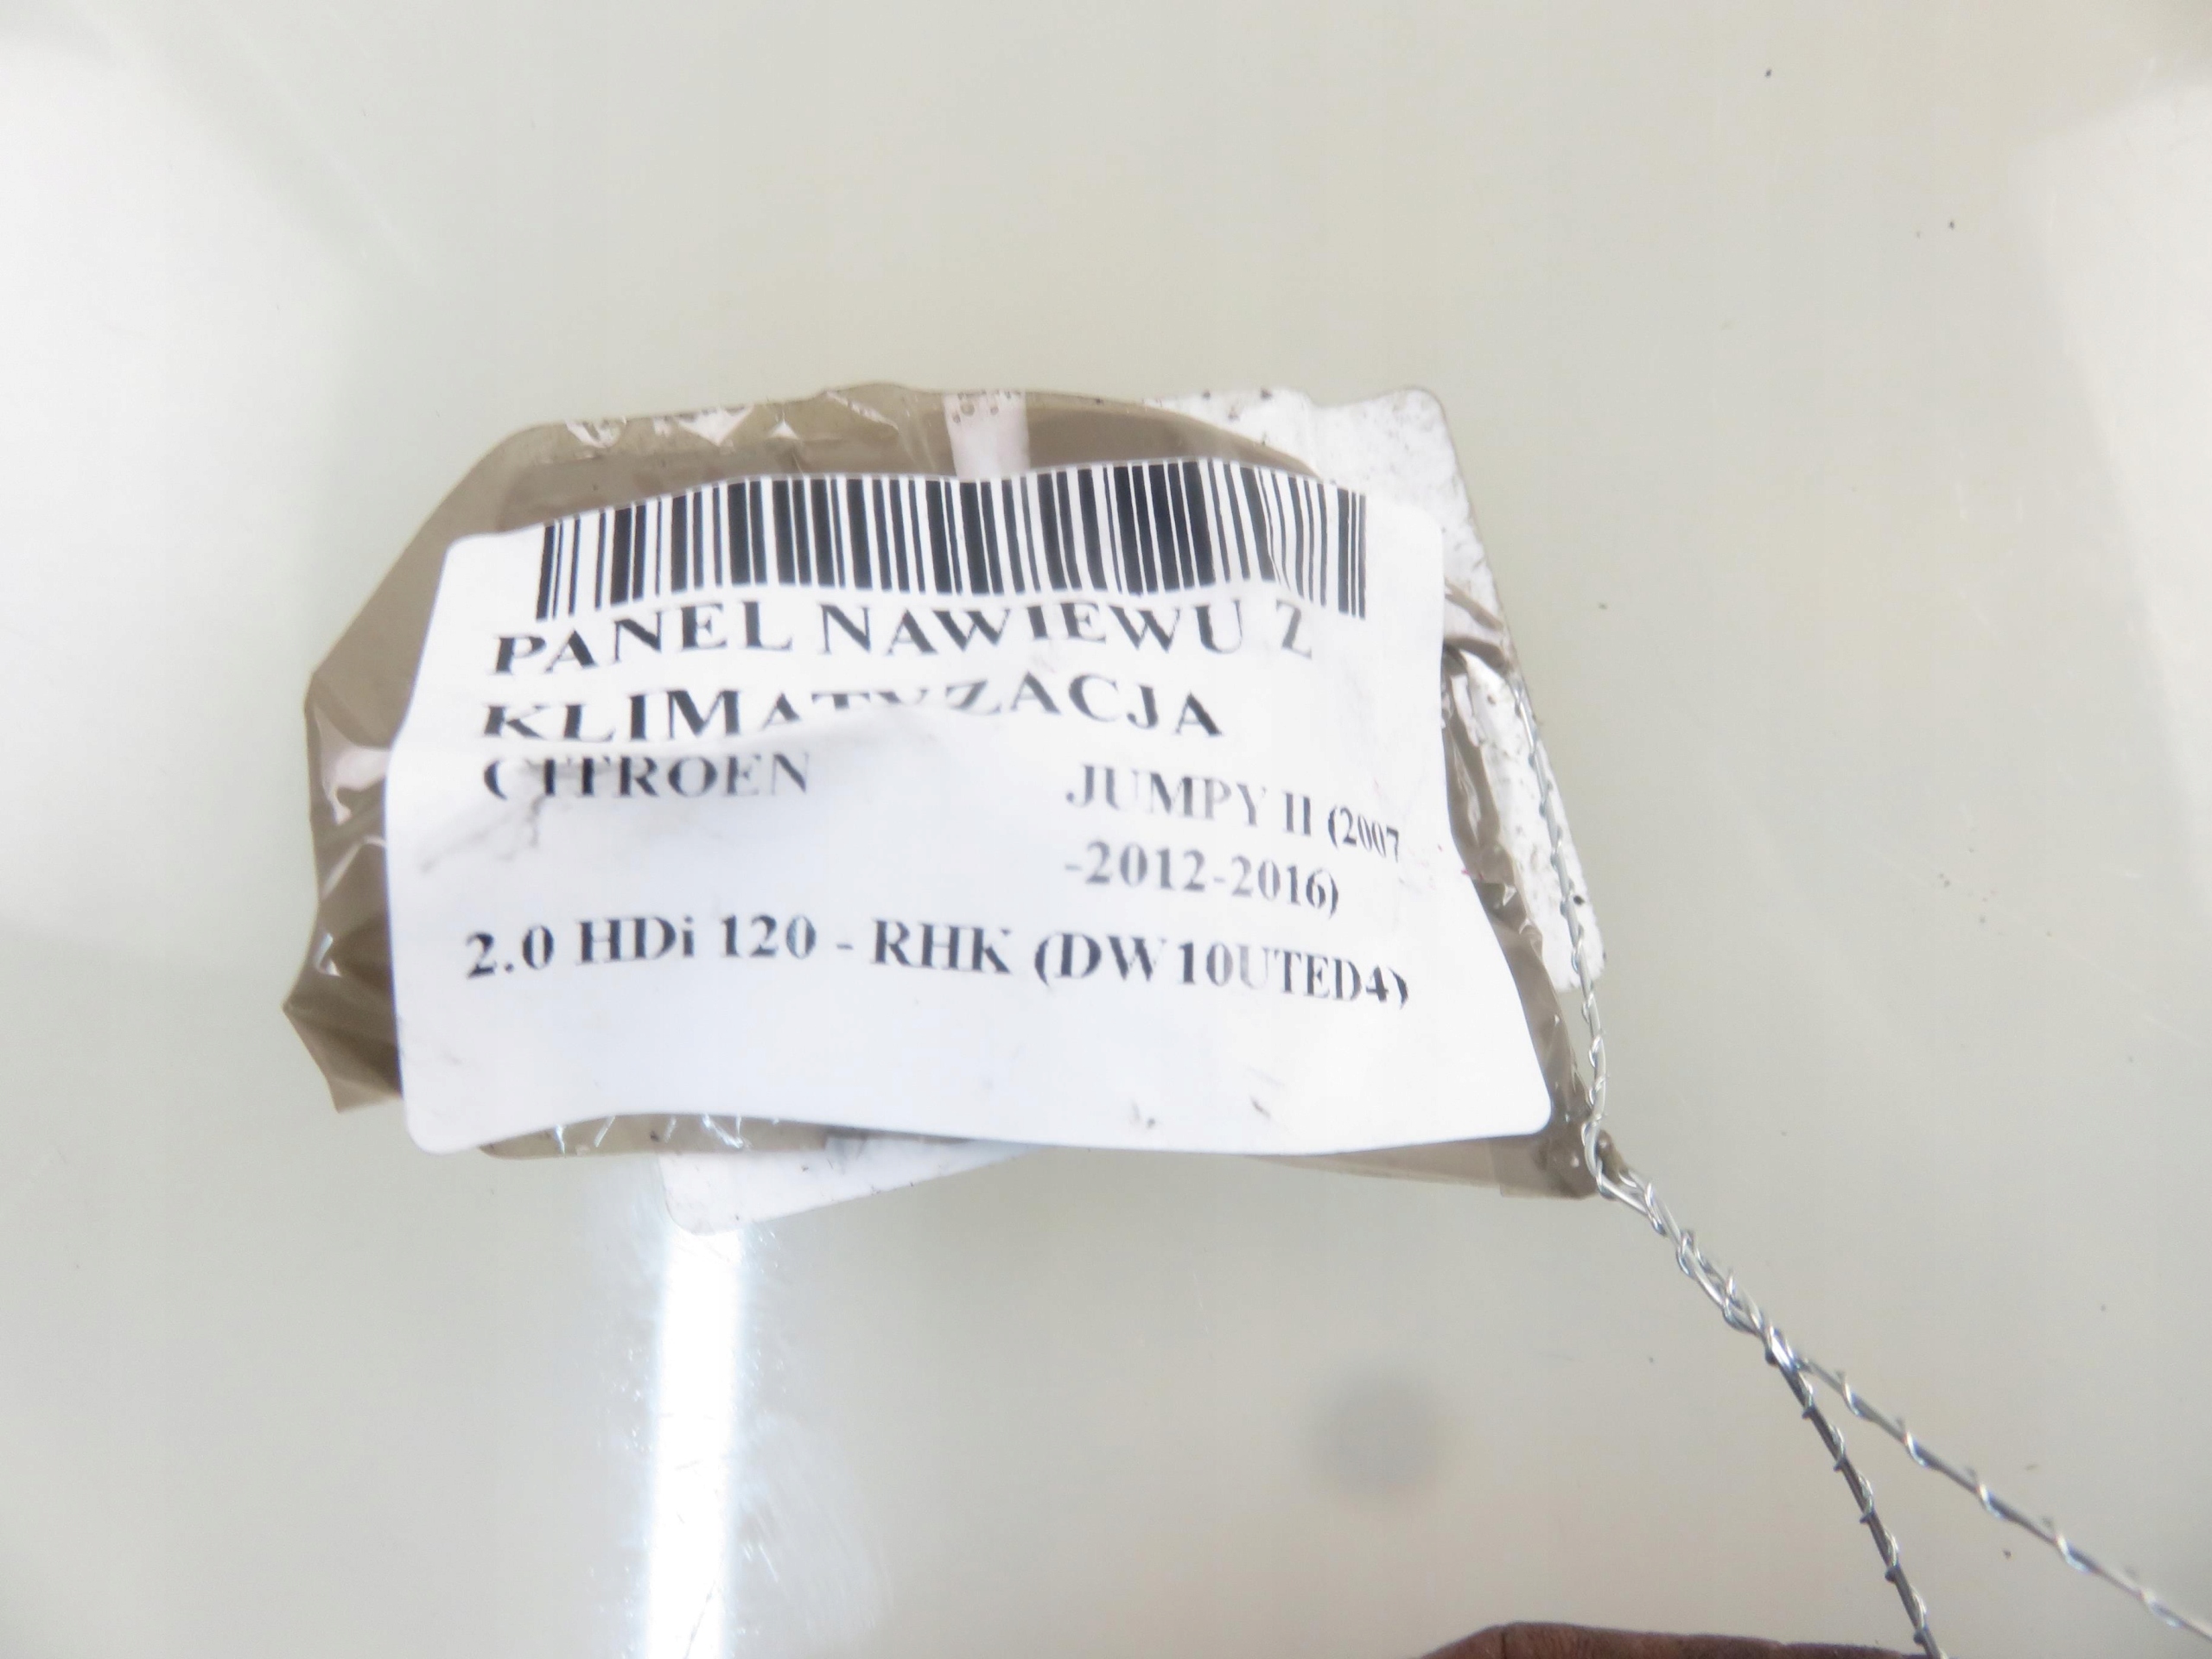 PANEL NAWIEWU Z
KLIMATYZACJA
CITROEN JUMPY II (2007
-2012-2016)
2.0 HDi 120 - RHK (DW10UTED4)